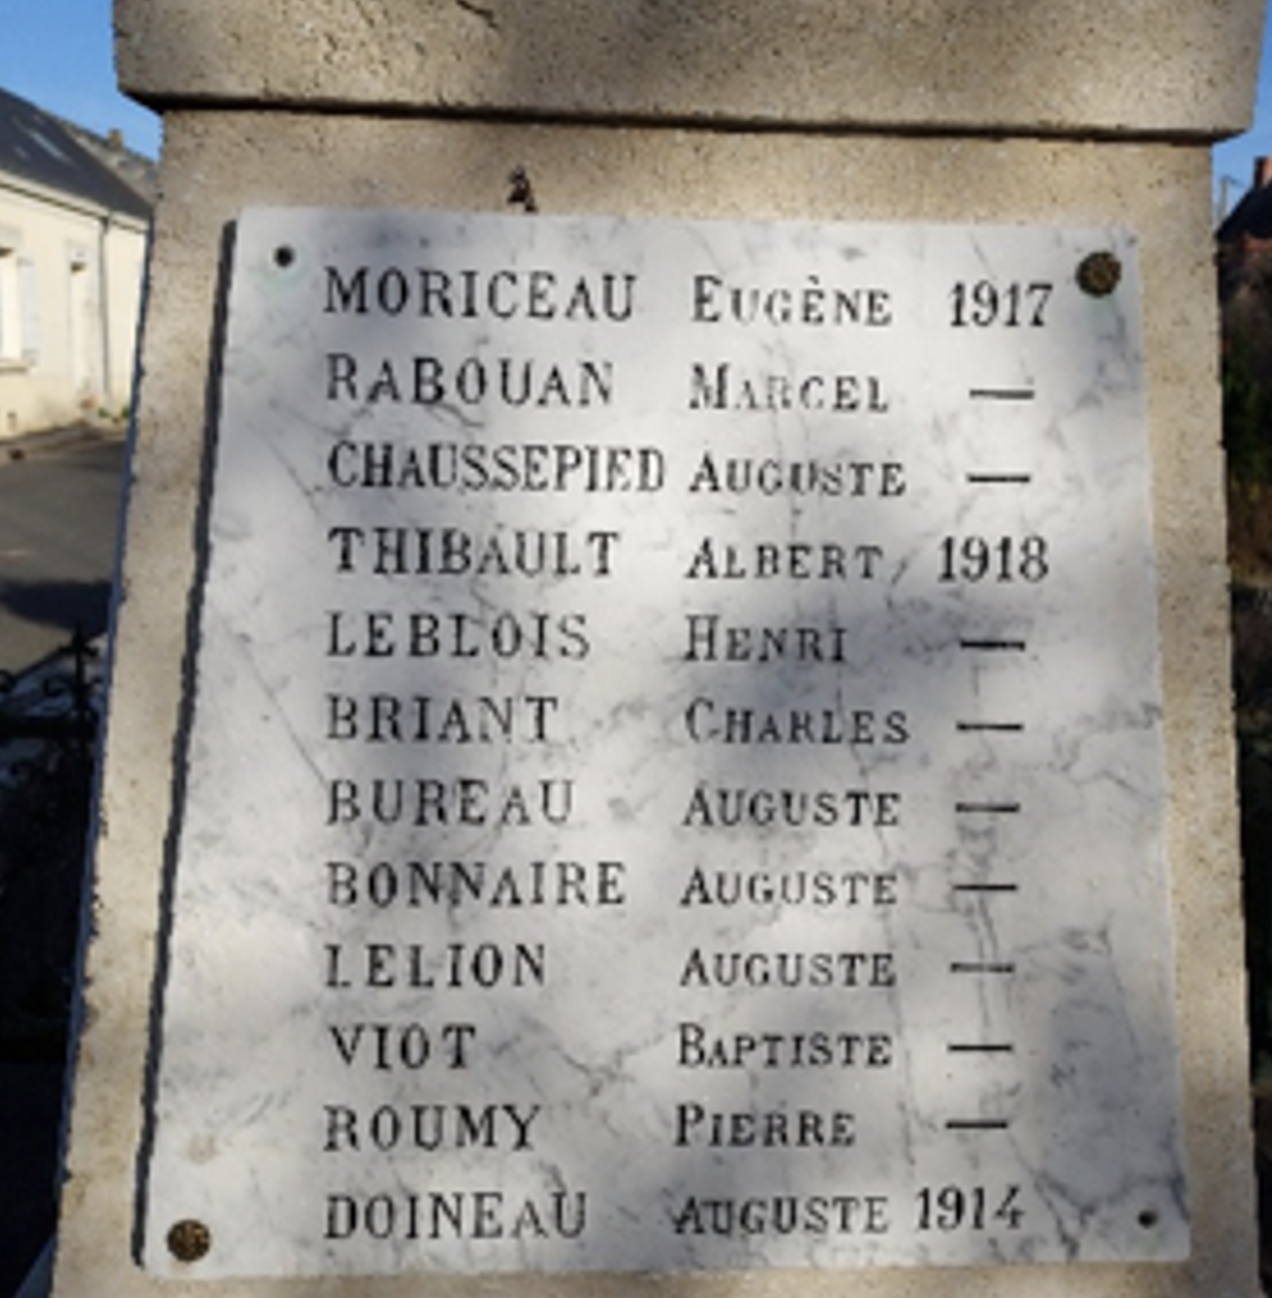 MORICEAU EUGÈNE 1917
RABOUAN MARCEL —
CHAUSSEPIED AUGUSTE —
THIBAULT ALBERT 1918
LEBLOIS HENRI —
BRIANT CHARLES —
BUREAU AUGUSTE —
BONNAIRE AUGUSTE —
LELION AUGUSTE —
VIOT BAPTISTE —
ROUMY PIERRE —
DOINEAU AUGUSTE 1914